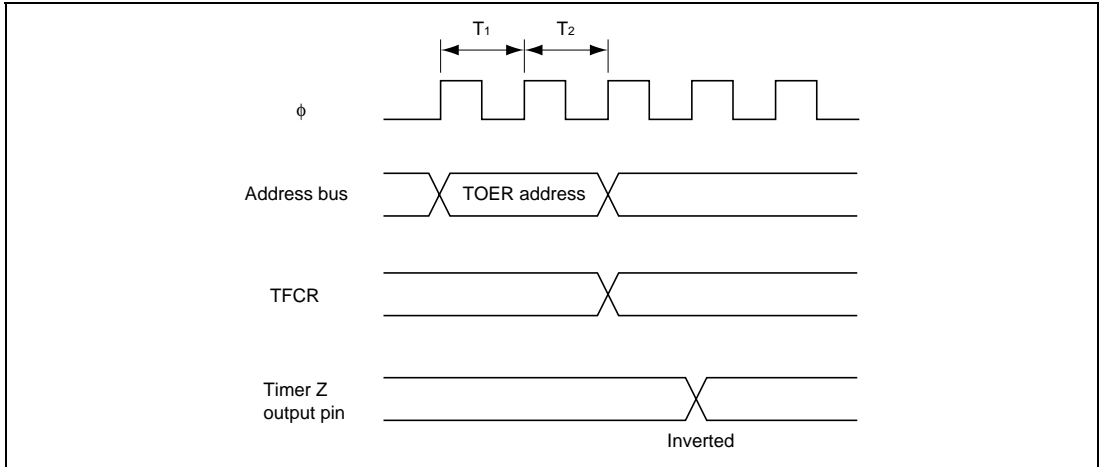 T1 T2
ϕ
Address bus TOER address
TFCR
Timer Z
output pin
Inverted